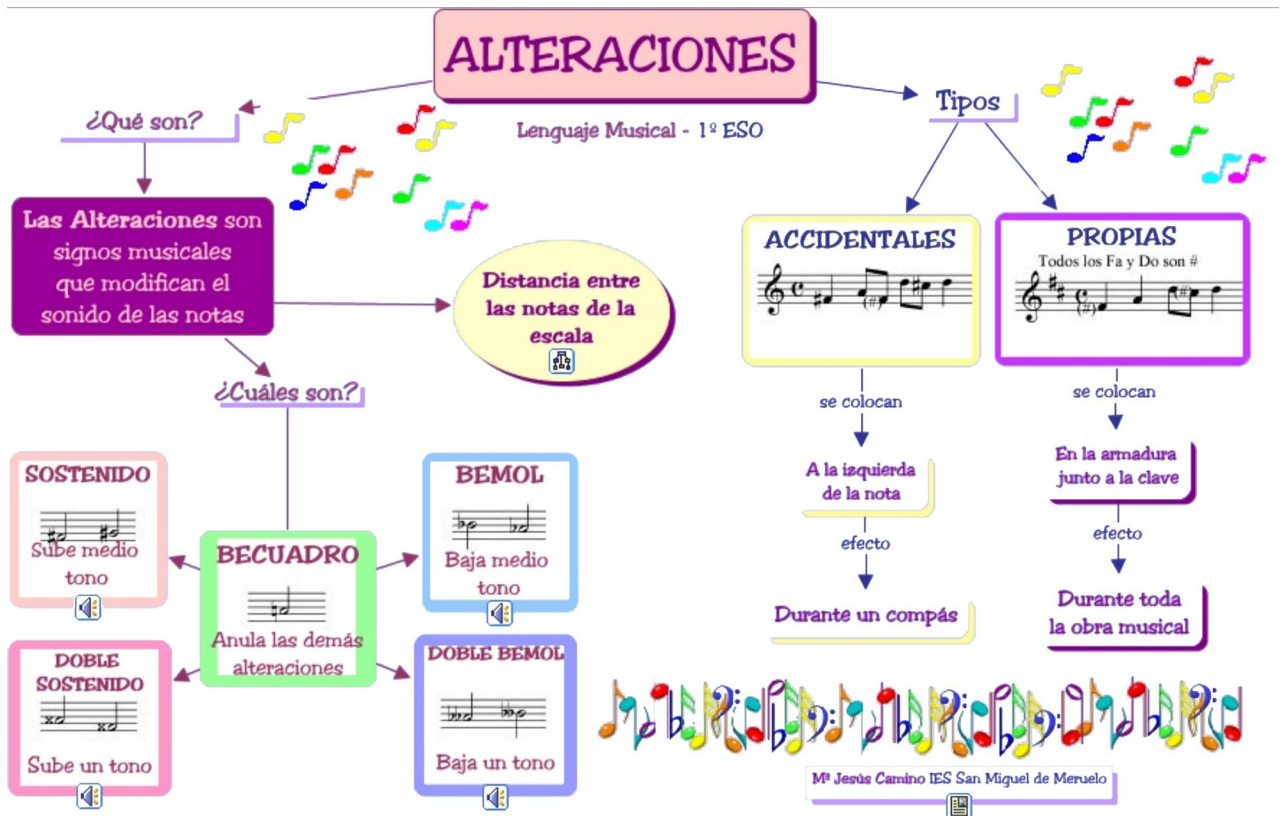 ALTERACIONES
Lenguaje Musical - 1º ESO
¿Qué son?
Las Alteraciones son
signos musicales
que modifican el
sonido de las notas
Distancia entre
las notas de la
escala
¿Cuáles son?
SOSTENIDO
Sube medio
tono
BEMOL
Baja medio
tono
BECUADRO
Anula las demás
alteraciones
DOBLE
SOSTENIDO
Sube un tono
DOBLE BEMOL
Baja un tono
Tipos
ACCIDENTALES
se colocan
A la izquierda
de la nota
efecto
Durante un compás
PROPIAS
Todos los Fa y Do son #
se colocan
En la armadura
junto a la clave
efecto
Durante toda
la obra musical
Mª Jesús Camino IES San Miguel de Meruelo